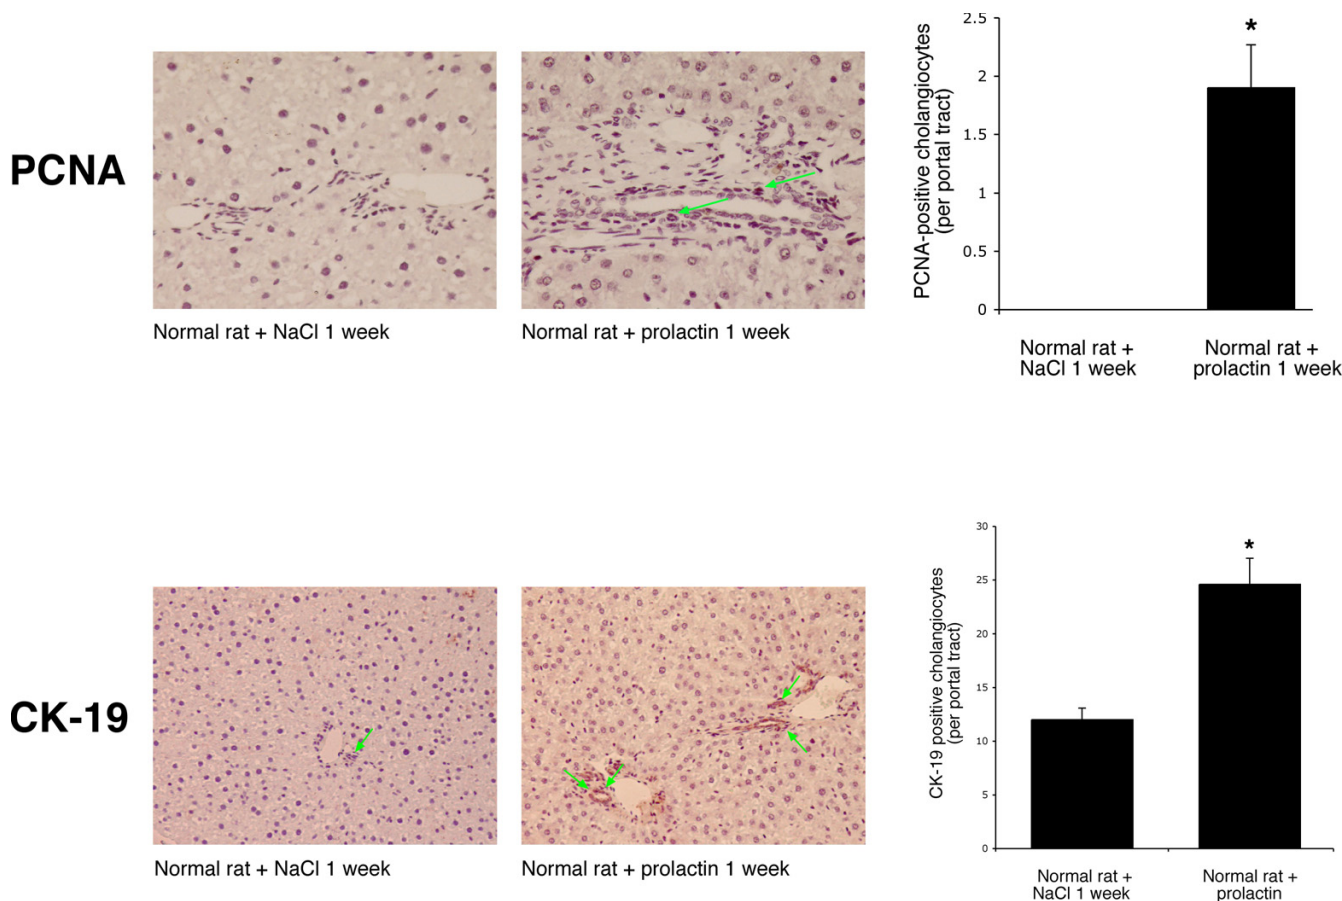 PCNA
Normal rat + NaCl 1 week
Normal rat + prolactin 1 week
PCNA-positive cholangiocytes
(per portal tract)
2.5
2
1.5
1
0.5
0
*
Normal rat +
NaCl 1 week
Normal rat +
prolactin 1 week
CK-19
Normal rat + NaCl 1 week
Normal rat + prolactin 1 week
CK-19 positive cholangiocytes
(per portal tract)
30
25
20
15
10
5
0
*
Normal rat +
NaCl 1 week
Normal rat +
prolactin